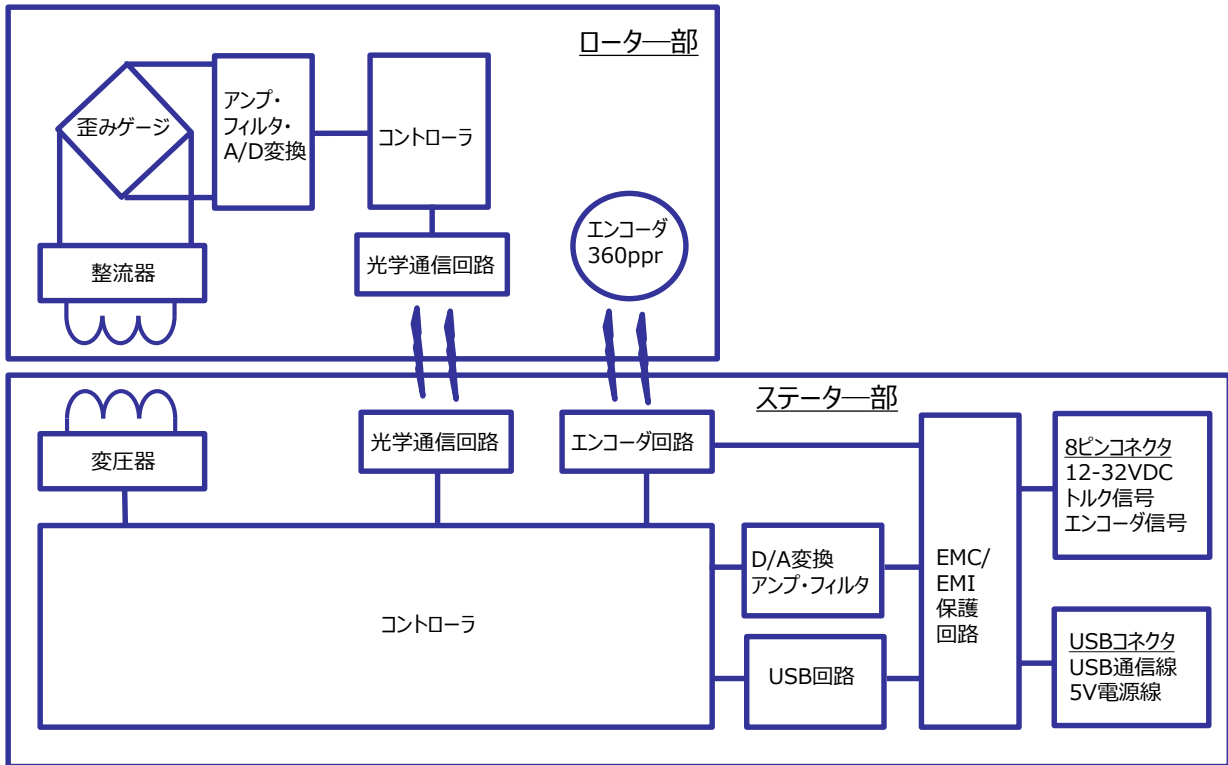 ローター部
歪みゲージ
アンプ・
フィルタ・
A/D変換
コントローラ
エンコーダ
360ppr
整流器
光学通信回路
ステーター部
変圧器
光学通信回路
エンコーダ回路
8ピンコネクタ
12-32VDC
トルク信号
エンコーダ信号
コントローラ
D/A変換
アンプ・フィルタ
EMC/
EMI
保護
回路
USB回路
USBコネクタ
USB通信線
5V電源線